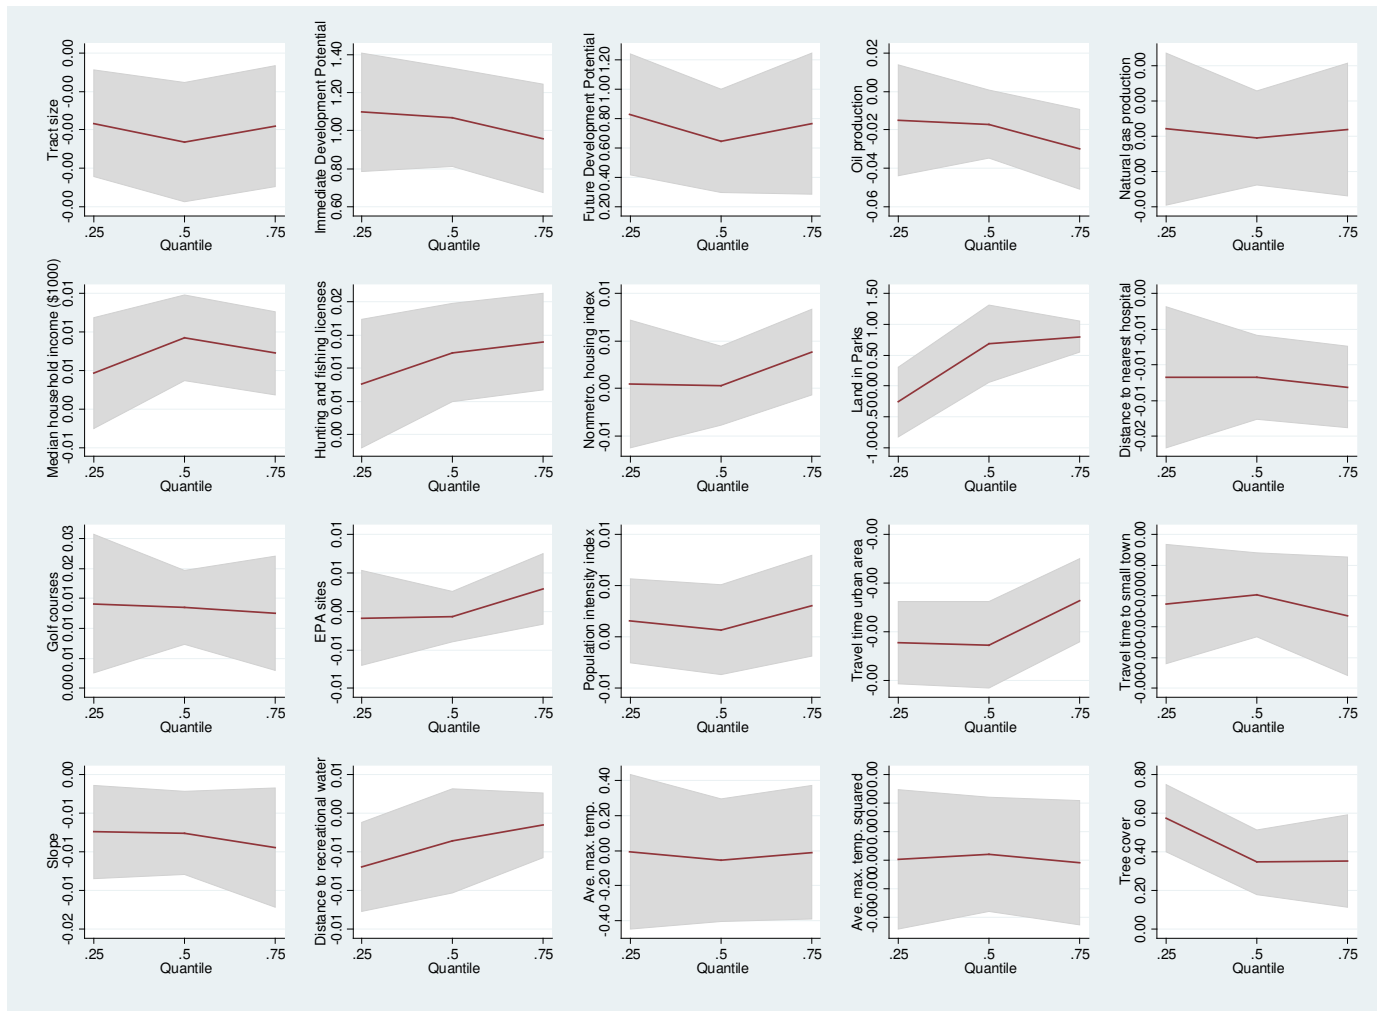 Tract size
-0.00 -0.00 -0.00 -0.00 0.00
.25 .5 .75
Quantile
Immediate Development Potential
0.60 0.80 1.00 1.20 1.40
.25 .5 .75
Quantile
Future Development Potential
0.20 0.40 0.60 0.80 1.00 1.20
.25 .5 .75
Quantile
Oil production
-0.06 -0.04 -0.02 0.00 0.02
.25 .5 .75
Quantile
Natural gas production
-0.00 0.00 0.00 0.00 0.00
.25 .5 .75
Quantile
Median household income ($1000)
-0.01 0.00 0.01 0.01 0.01
.25 .5 .75
Quantile
Hunting and fishing licenses
0.00 0.01 0.01 0.01 0.02
.25 .5 .75
Quantile
Nonmetro. housing index
-0.01 0.00 0.01 0.01
.25 .5 .75
Quantile
Land in Parks
-1.00 -0.50 0.00 0.50 1.00 1.50
.25 .5 .75
Quantile
Distance to nearest hospital
-0.02 -0.01 -0.01 -0.01 0.00
.25 .5 .75
Quantile
Golf courses
0.00 0.01 0.01 0.01 0.02 0.03
.25 .5 .75
Quantile
EPA sites
-0.01 -0.01 0.00 0.01 0.01
.25 .5 .75
Quantile
Population intensity index
-0.01 0.00 0.01 0.01
.25 .5 .75
Quantile
Travel time urban area
-0.00 -0.00 -0.00 -0.00
.25 .5 .75
Quantile
Travel time to small town
.25 .5 .75
Quantile
Slope
-0.02 -0.01 -0.01 -0.01 0.00
.25 .5 .75
Quantile
Distance to recreational water
-0.01 -0.01 -0.01 0.00 0.01
.25 .5 .75
Quantile
Ave. max. temp.
-0.40 -0.20 0.00 0.20 0.40
.25 .5 .75
Quantile
Ave. max. temp. squared
.25 .5 .75
Quantile
Tree cover
0.00 0.20 0.40 0.60 0.80
.25 .5 .75
Quantile